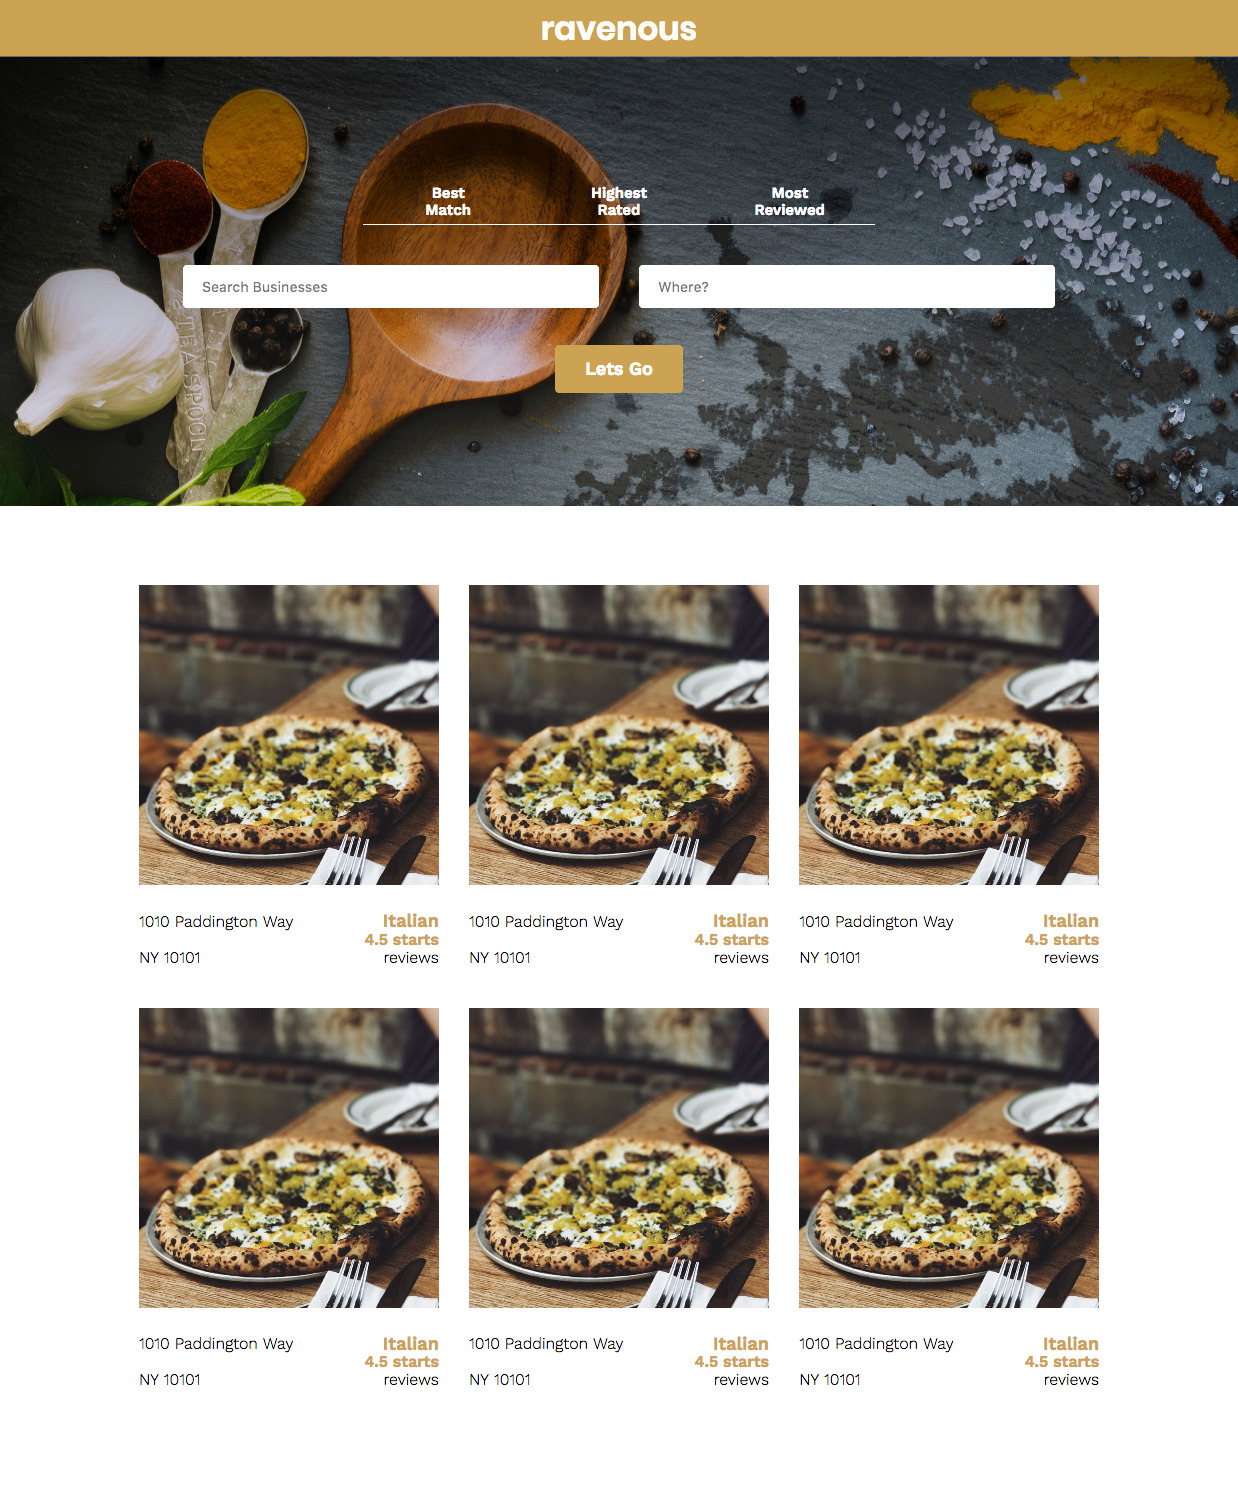 ravenous
Best Match
Highest Rated
Most Reviewed
Search Businesses
Where?
Lets Go
1010 Paddington Way
NY 10101
Italian
4.5 starts
reviews
1010 Paddington Way
NY 10101
Italian
4.5 starts
reviews
1010 Paddington Way
NY 10101
Italian
4.5 starts
reviews
1010 Paddington Way
NY 10101
Italian
4.5 starts
reviews
1010 Paddington Way
NY 10101
Italian
4.5 starts
reviews
1010 Paddington Way
NY 10101
Italian
4.5 starts
reviews